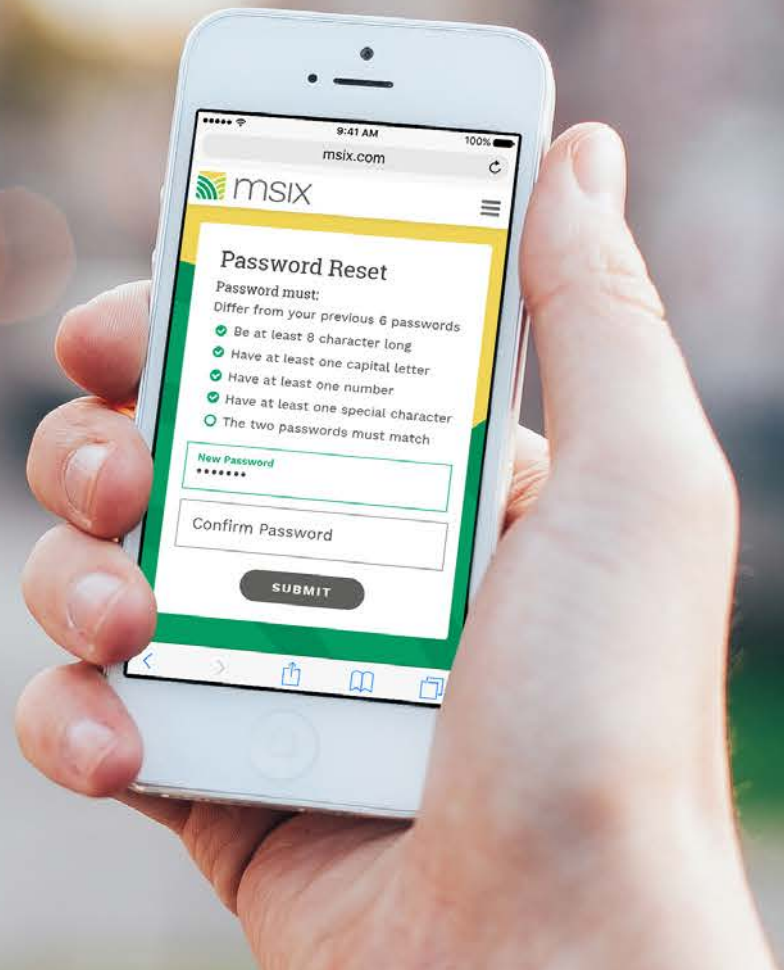 9:41 AM
100%
msix.com
msix
Password Reset
Password must:
Differ from your previous 6 passwords
Be at least 8 character long
Have at least one capital letter
Have at least one number
Have at least one special character
The two passwords must match
New Password
•••••••
Confirm Password
SUBMIT